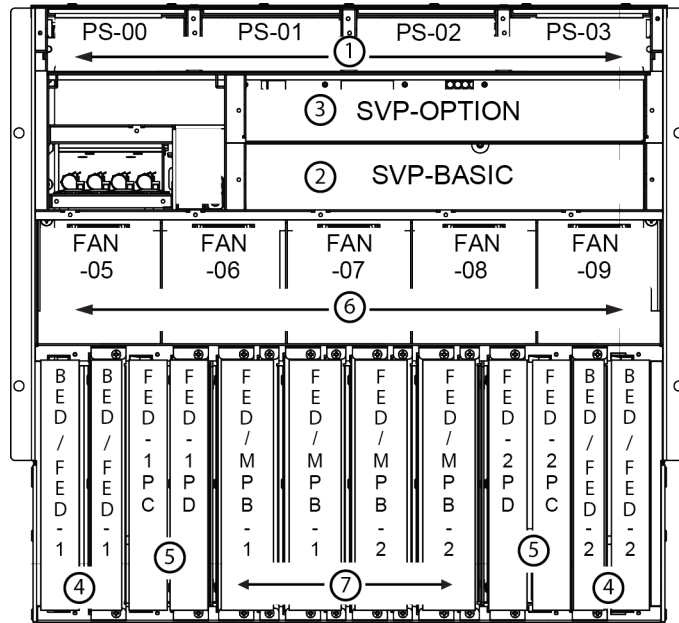 PS-00 PS-01 PS-02 PS-03
1
3 SVP-OPTION
2 SVP-BASIC
FAN -05
FAN -06
FAN -07
FAN -08
FAN -09
6
BED/FED-1
BED/FED-1
FED-1PC
FED-1PD
FED/MPB-1
FED/MPB-1
FED/MPB-2
FED/MPB-2
FED-2PD
FED-2PC
BED/FED-2
BED/FED-2
4
5
7
5
4